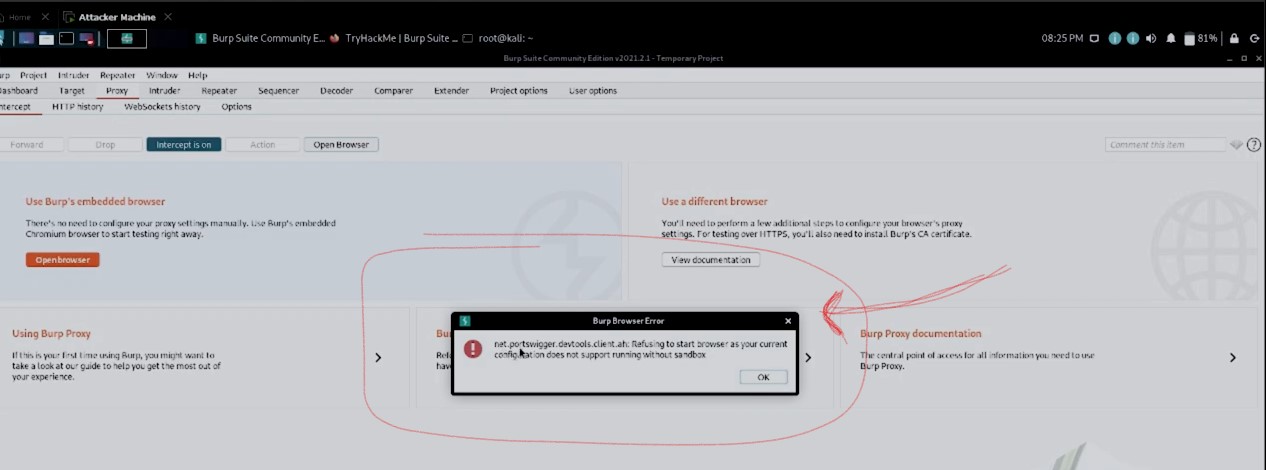 Home
Attacker Machine
Burp Suite Community E... TryHackMe | Burp Suite ... root@kali: ~
08:25 PM 81%
Burp Suite Community Edition v2021.2.1 - Temporary Project
urp Project Intruder Repeater Window Help
Dashboard Target Proxy Intruder Repeater Sequencer Decoder Comparer Extender Project options User options
ntercept HTTP history WebSockets history Options
Forward Drop Intercept is on Action Open Browser Comment this item
Use Burp's embedded browser
There's no need to configure your proxy settings manually. Use Burp's embedded
Chromium browser to start testing right away.
Open browser
Use a different browser
You'll need to perform a few additional steps to configure your browser's proxy
settings. For testing over HTTPS, you'll also need to install Burp's CA certificate.
View documentation
Using Burp Proxy
If this is your first time using Burp, you might want to
take a look at our guide to help you get the most out of
your experience.
Bu
Refe
have
Burp Browser Error
net.portswigger.devtools.client.ah: Refusing to start browser as your current
configuration does not support running without sandbox
OK
Burp Proxy documentation
The central point of access for all information you need to use
Burp Proxy.